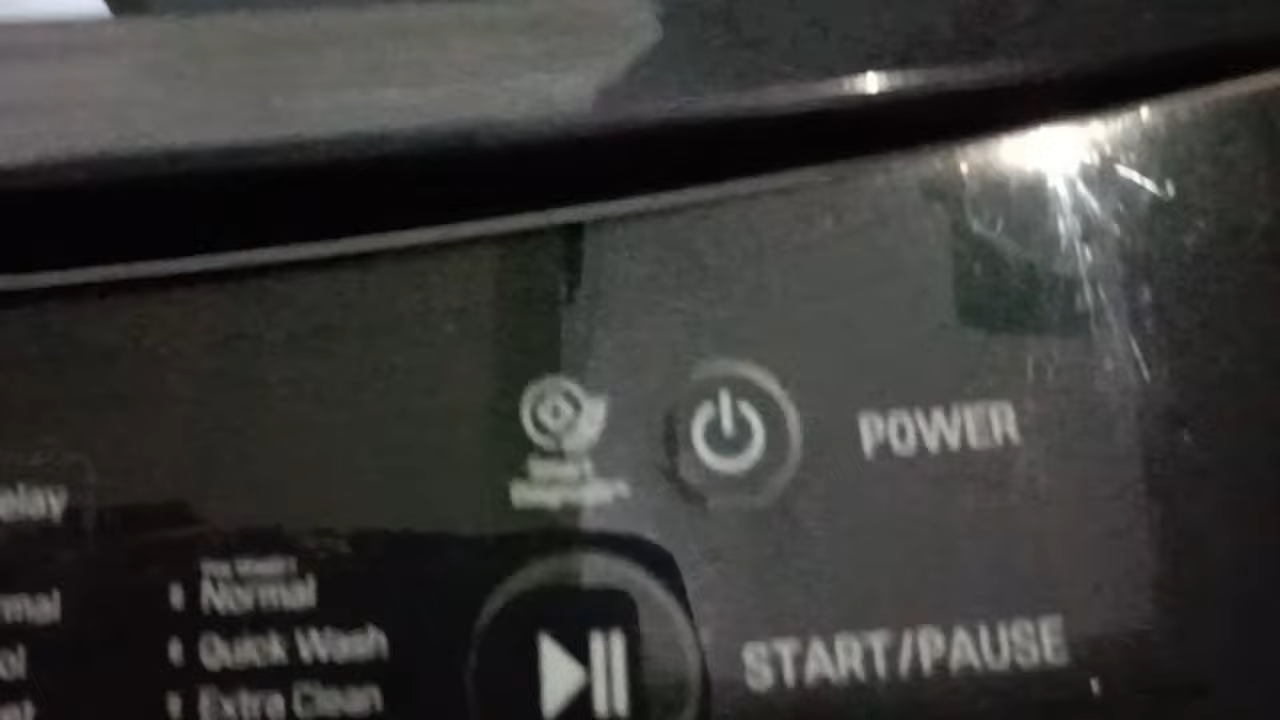 POWER
elay
Normal
rmal
Quick Wash
ol
START/PAUSE
Extra Clean